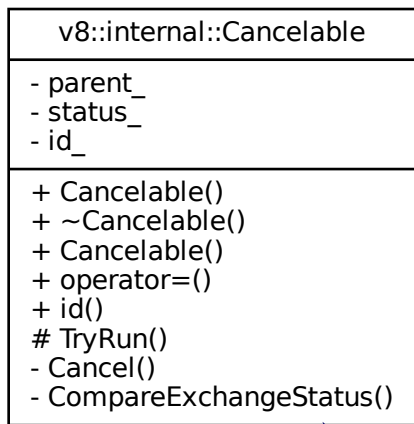 v8::internal::Cancelable
- parent_
- status_
- id_
+ Cancelable()
+ ~Cancelable()
+ Cancelable()
+ operator=()
+ id()
# TryRun()
- Cancel()
- CompareExchangeStatus()